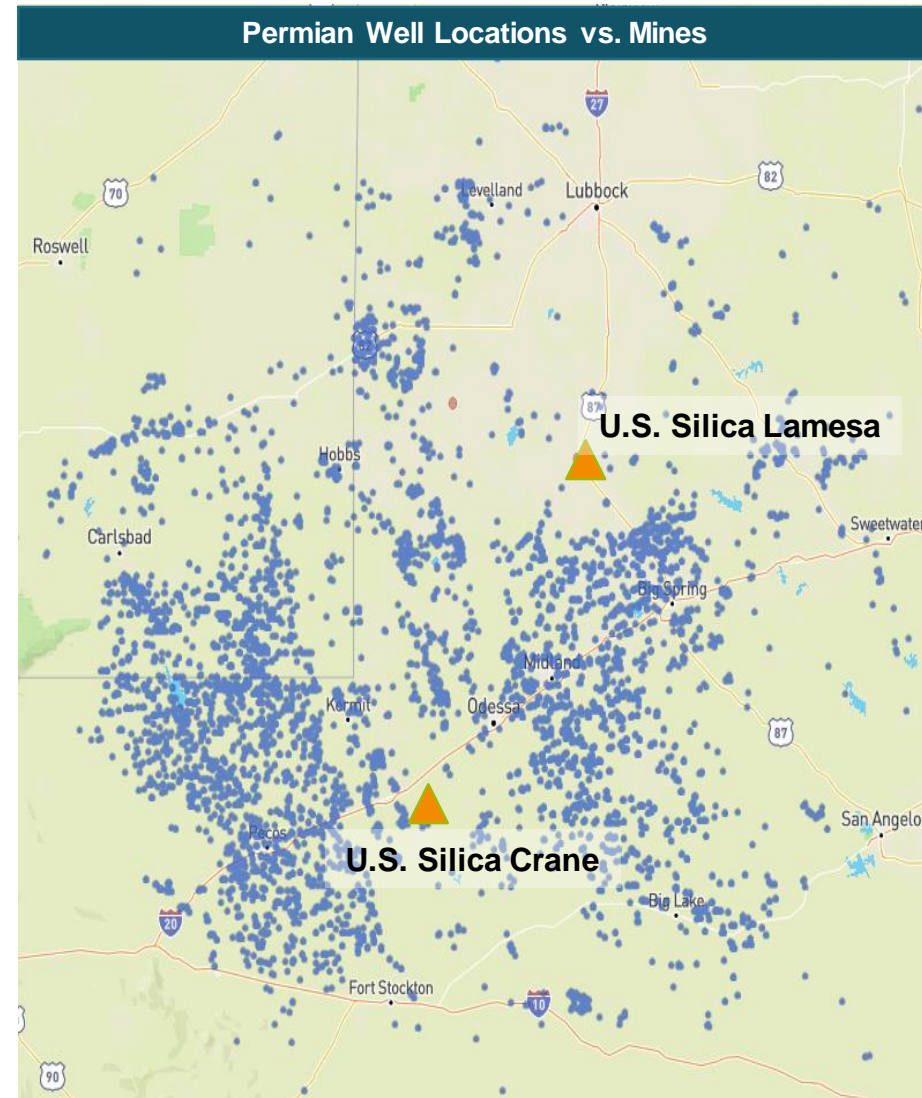 Permian Well Locations vs. Mines
27
70
82
Levelland
Lubbock
Roswell
62
87
U.S. Silica Lamesa
Hobbs
Carlsbad
Sweetwater
Big Spring
Midland
Kermit
Odessa
87
Pecos
San Angelo
U.S. Silica Crane
Big Lake
20
Fort Stockton
10
90